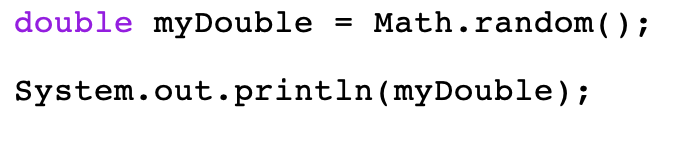 double myDouble = Math.random();
System.out.println(myDouble);